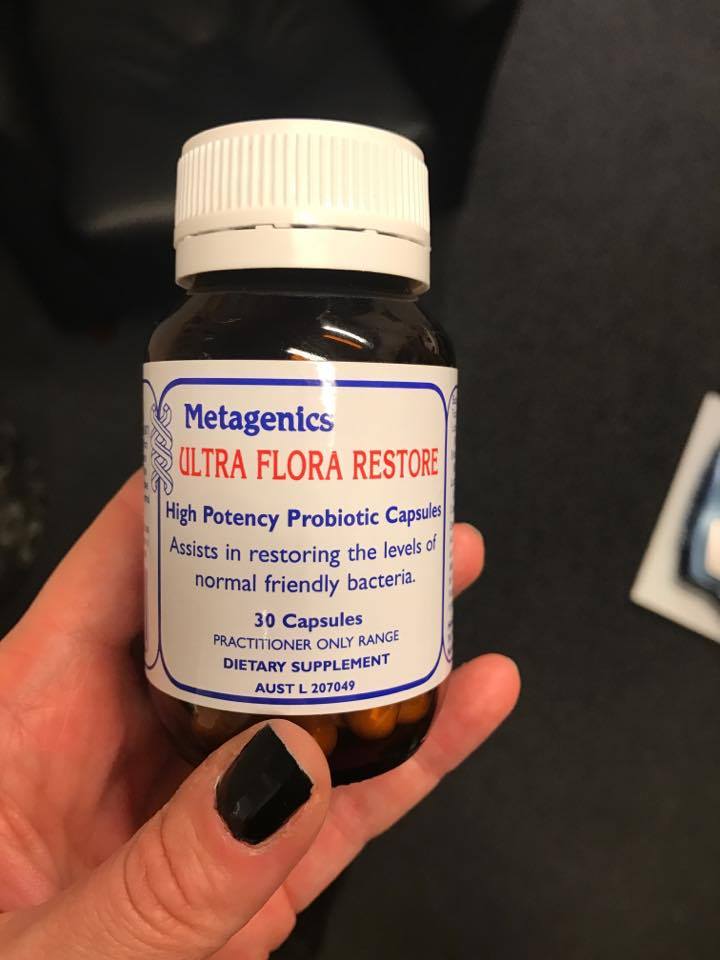 Metagenics
ULTRA FLORA RESTORE
High Potency Probiotic Capsules
Assists in restoring the levels of
normal friendly bacteria.
30 Capsules
PRACTITIONER ONLY RANGE
DIETARY SUPPLEMENT
AUST L 207049